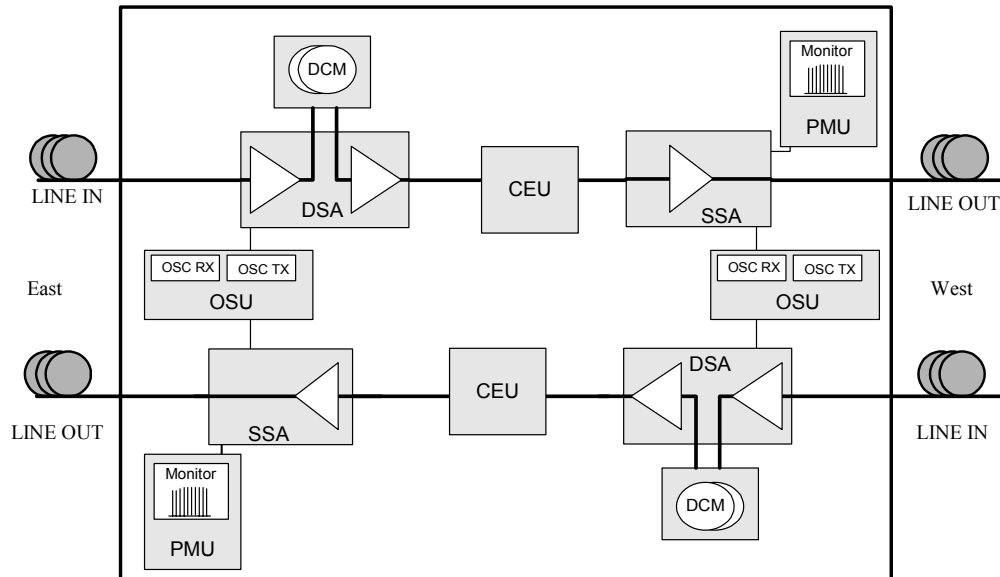 DCM
Monitor
PMU
LINE IN
DSA
CEU
SSA
LINE OUT
OSC RX
OSC TX
OSU
OSC RX
OSC TX
OSU
East
West
LINE OUT
SSA
CEU
DSA
LINE IN
Monitor
PMU
DCM